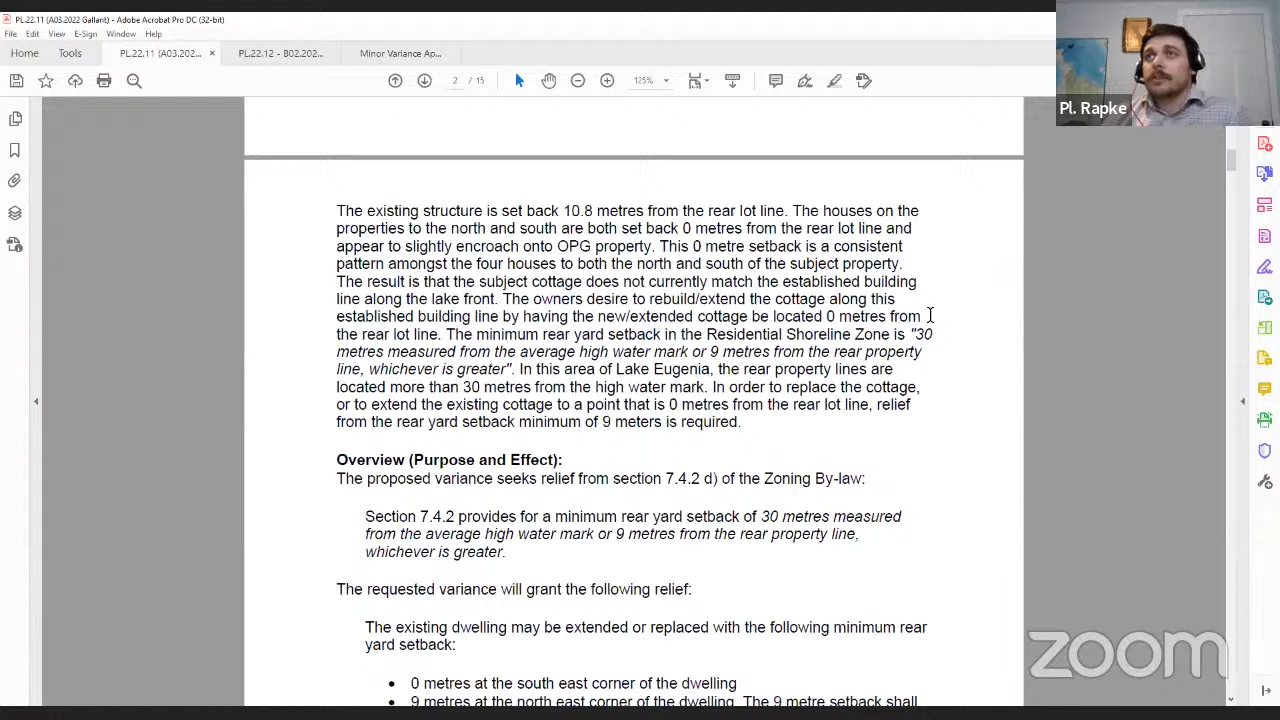 PL.22.11 (A03.2022 Gallant) - Adobe Acrobat Pro DC (32-bit)
File Edit View E-Sign Window Help
Home Tools PL.22.11 (A03.202... × PL.22.12 - B02.202... Minor Variance Ap...
2 / 15 125%
Pl. Rapke
The existing structure is set back 10.8 metres from the rear lot line. The houses on the
properties to the north and south are both set back 0 metres from the rear lot line and
appear to slightly encroach onto OPG property. This 0 metre setback is a consistent
pattern amongst the four houses to both the north and south of the subject property.
The result is that the subject cottage does not currently match the established building
line along the lake front. The owners desire to rebuild/extend the cottage along this
established building line by having the new/extended cottage be located 0 metres from
the rear lot line. The minimum rear yard setback in the Residential Shoreline Zone is "30
metres measured from the average high water mark or 9 metres from the rear property
line, whichever is greater". In this area of Lake Eugenia, the rear property lines are
located more than 30 metres from the high water mark. In order to replace the cottage,
or to extend the existing cottage to a point that is 0 metres from the rear lot line, relief
from the rear yard setback minimum of 9 meters is required.
Overview (Purpose and Effect):
The proposed variance seeks relief from section 7.4.2 d) of the Zoning By-law:
Section 7.4.2 provides for a minimum rear yard setback of 30 metres measured
from the average high water mark or 9 metres from the rear property line,
whichever is greater.
The requested variance will grant the following relief:
The existing dwelling may be extended or replaced with the following minimum rear
yard setback:
• 0 metres at the south east corner of the dwelling
• 9 metres at the north east corner of the dwelling. The 9 metre setback shall
zoom